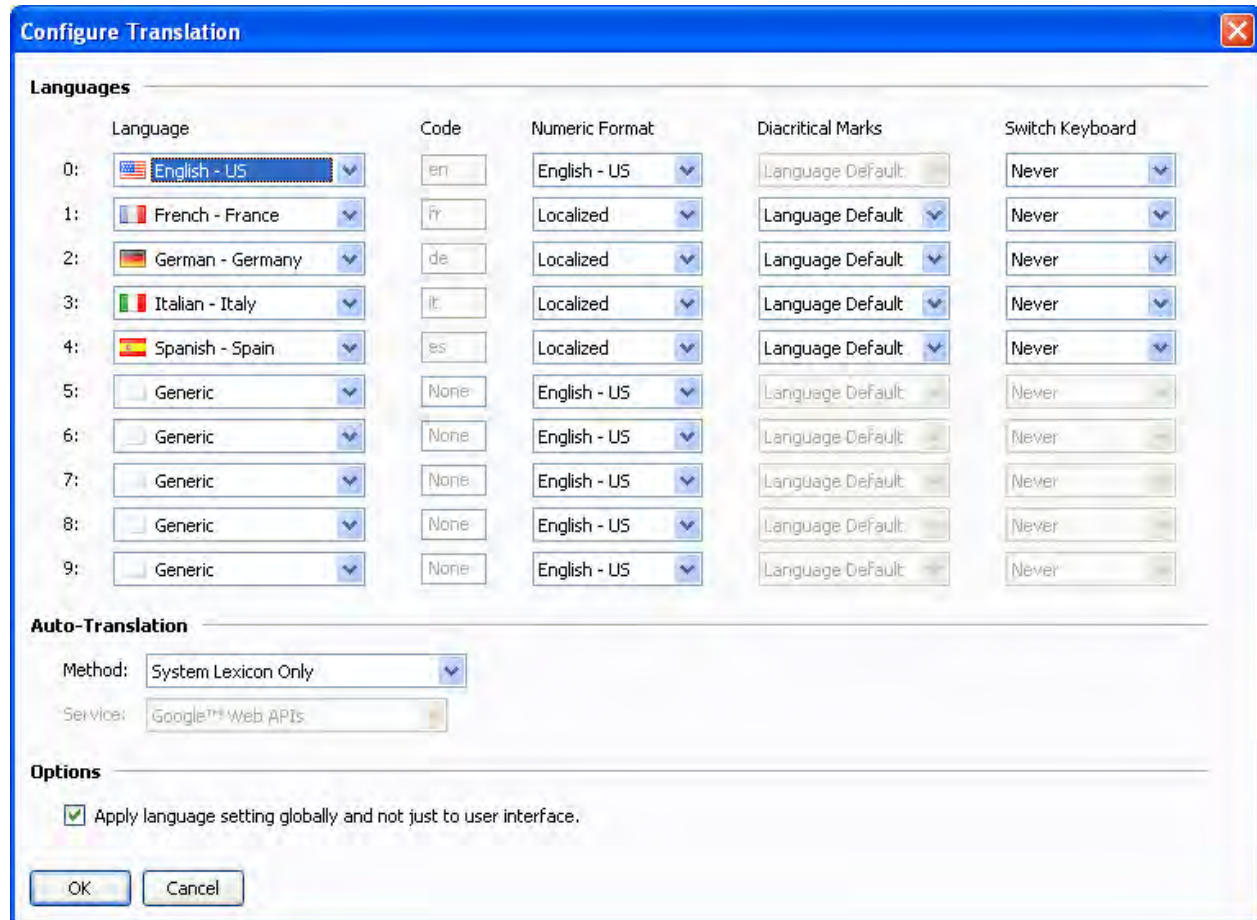 Configure Translation
Languages
Language Code Numeric Format Diacritical Marks Switch Keyboard
0: English - US en English - US Language Default Never
1: French - France fr Localized Language Default Never
2: German - Germany de Localized Language Default Never
3: Italian - Italy it Localized Language Default Never
4: Spanish - Spain es Localized Language Default Never
5: Generic None English - US Language Default Never
6: Generic None English - US Language Default Never
7: Generic None English - US Language Default Never
8: Generic None English - US Language Default Never
9: Generic None English - US Language Default Never
Auto-Translation
Method: System Lexicon Only
Service: Google™ Web APIs
Options
Apply language setting globally and not just to user interface.
OK Cancel